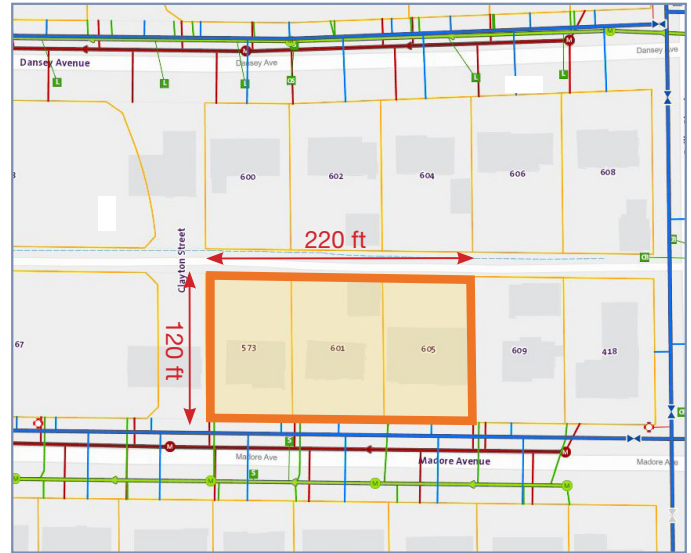 Dansey Avenue
Dansey Ave
Dansey Ave
L
L
L
CB
L
L
M
M
M
600
602
604
606
608
220 ft
Clayton Street
120 ft
67
573
601
605
609
418
S
M
M
Madore Ave
Madore Avenue
Madore Ave
S
M
M
M
M